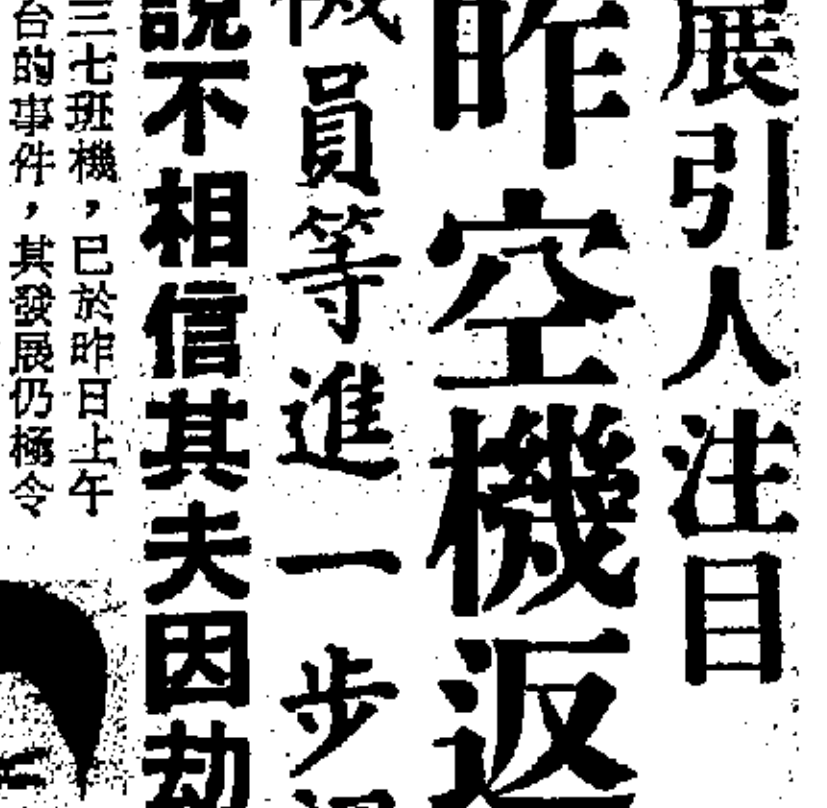 展引人注目
昨空機返
機員等進一步
說不相信其夫因劫
三七班機，已於昨日上午
台的事件，其發展仍極令